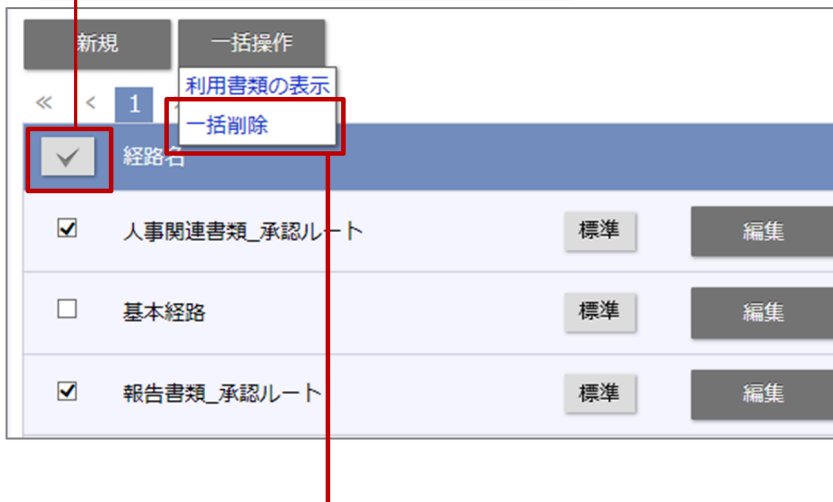 新規 一括操作
利用書類の表示
« < 1
一括削除
経路名
人事関連書類_承認ルート 標準 編集
基本経路 標準 編集
報告書類_承認ルート 標準 編集